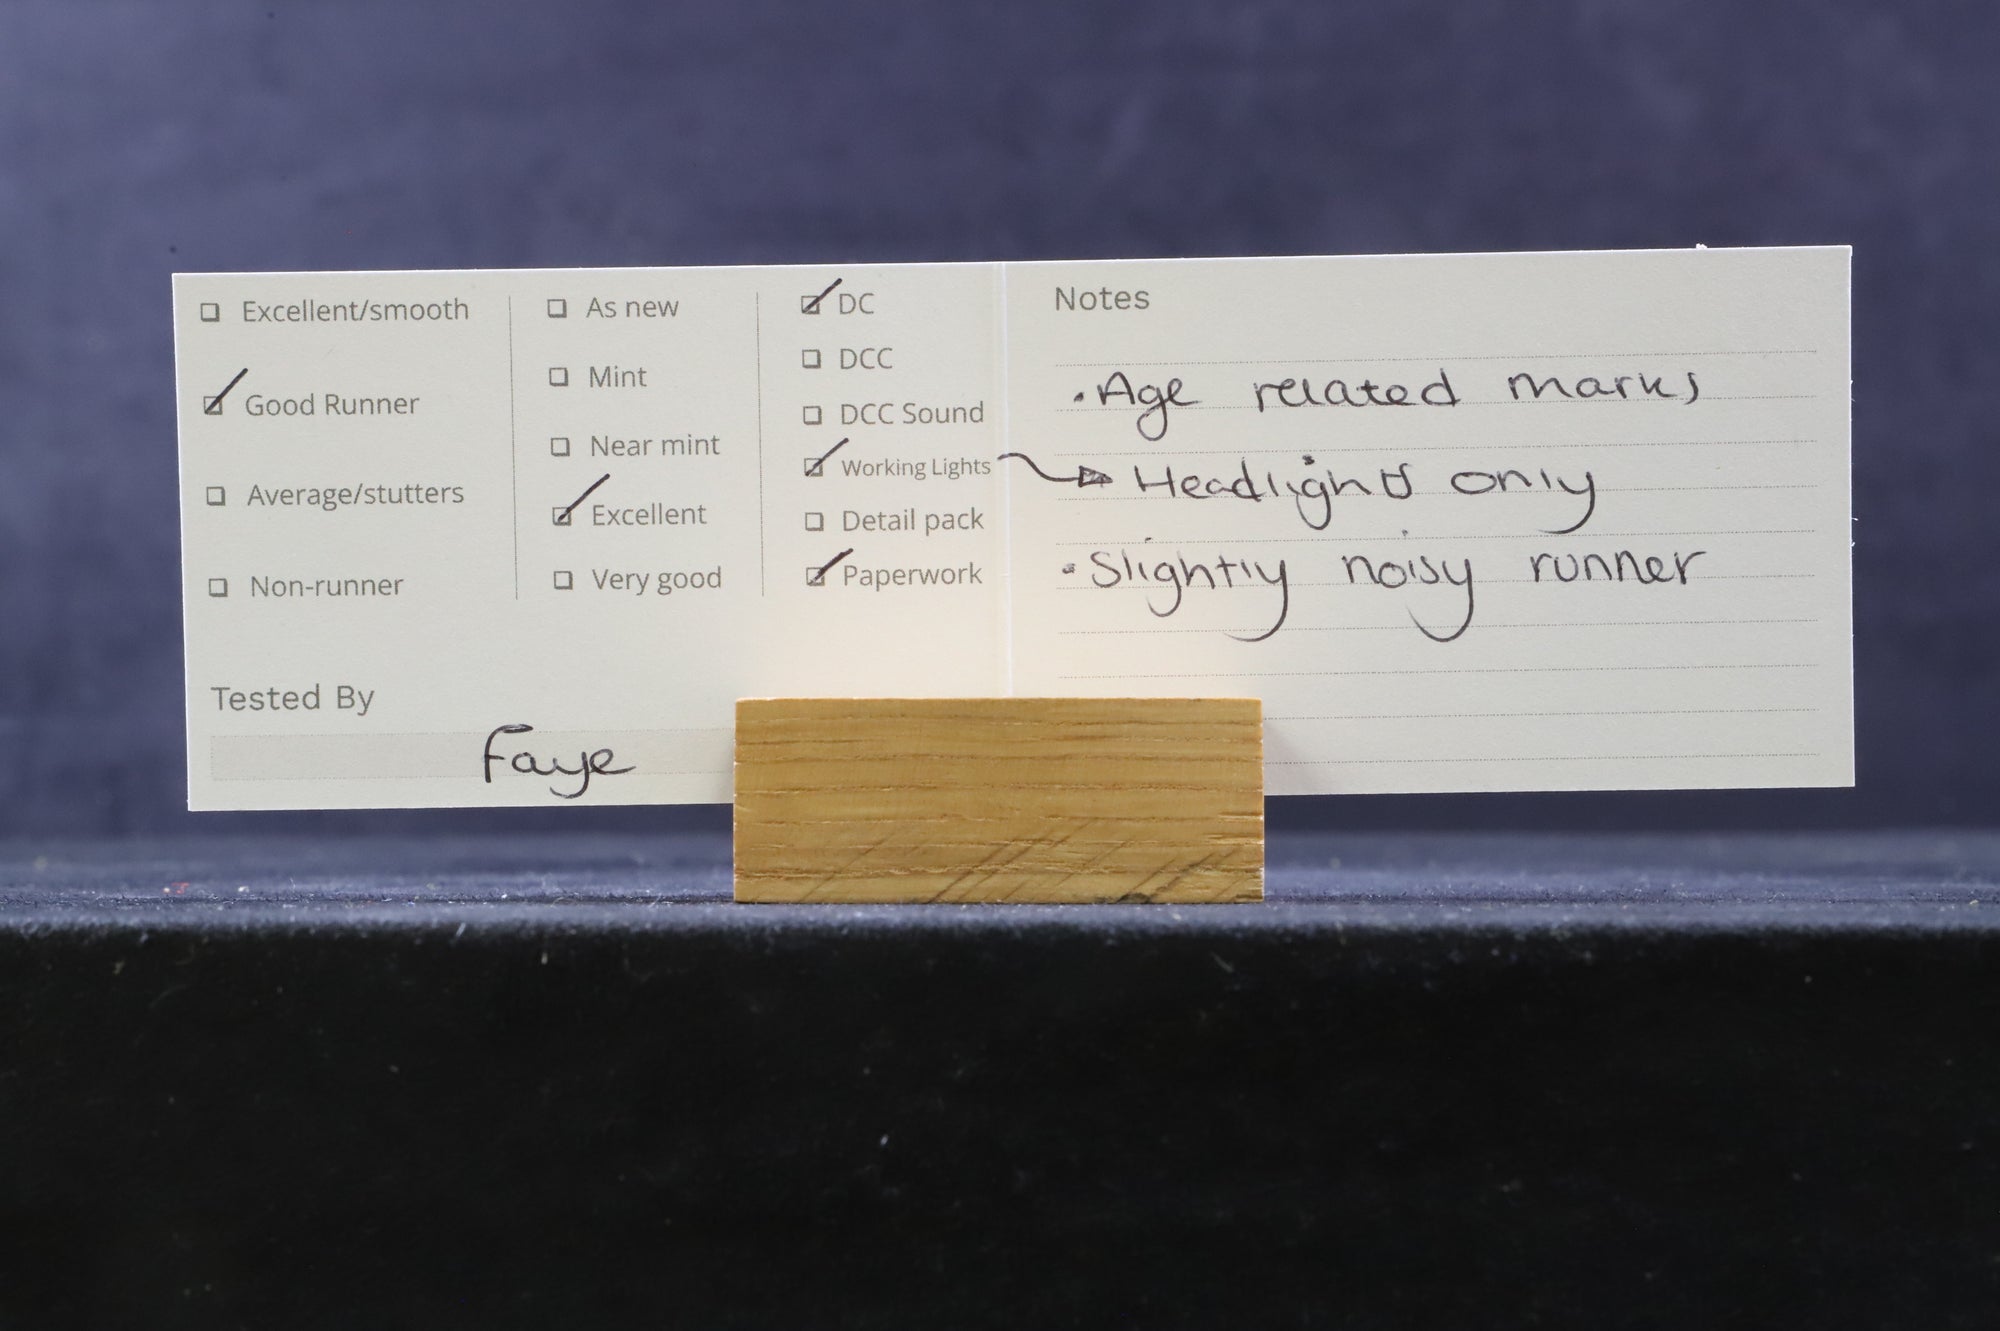 Excellent/smooth
Good Runner
Average/stutters
Non-runner
As new
Mint
Near mint
Excellent
Very good
DC
DCC
DCC Sound
Working Lights
Detail pack
Paperwork
Tested By
Faye
Notes
• Age related marks
Headlights only
• Slightly noisy runner